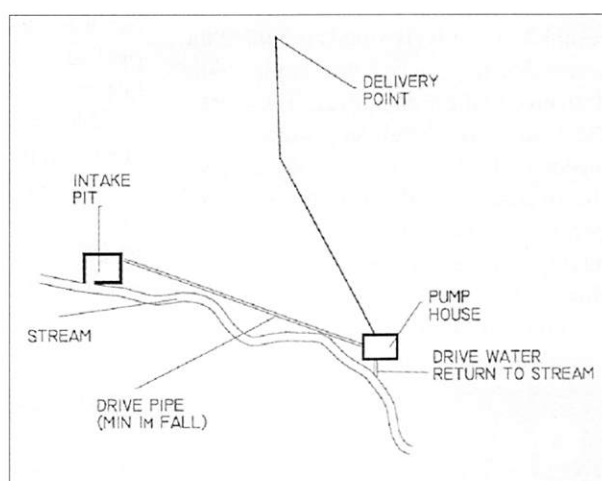 DELIVERY
POINT
INTAKE
PIT
PUMP
HOUSE
STREAM
DRIVE WATER
RETURN TO STREAM
DRIVE PIPE
(MIN 1M FALL)